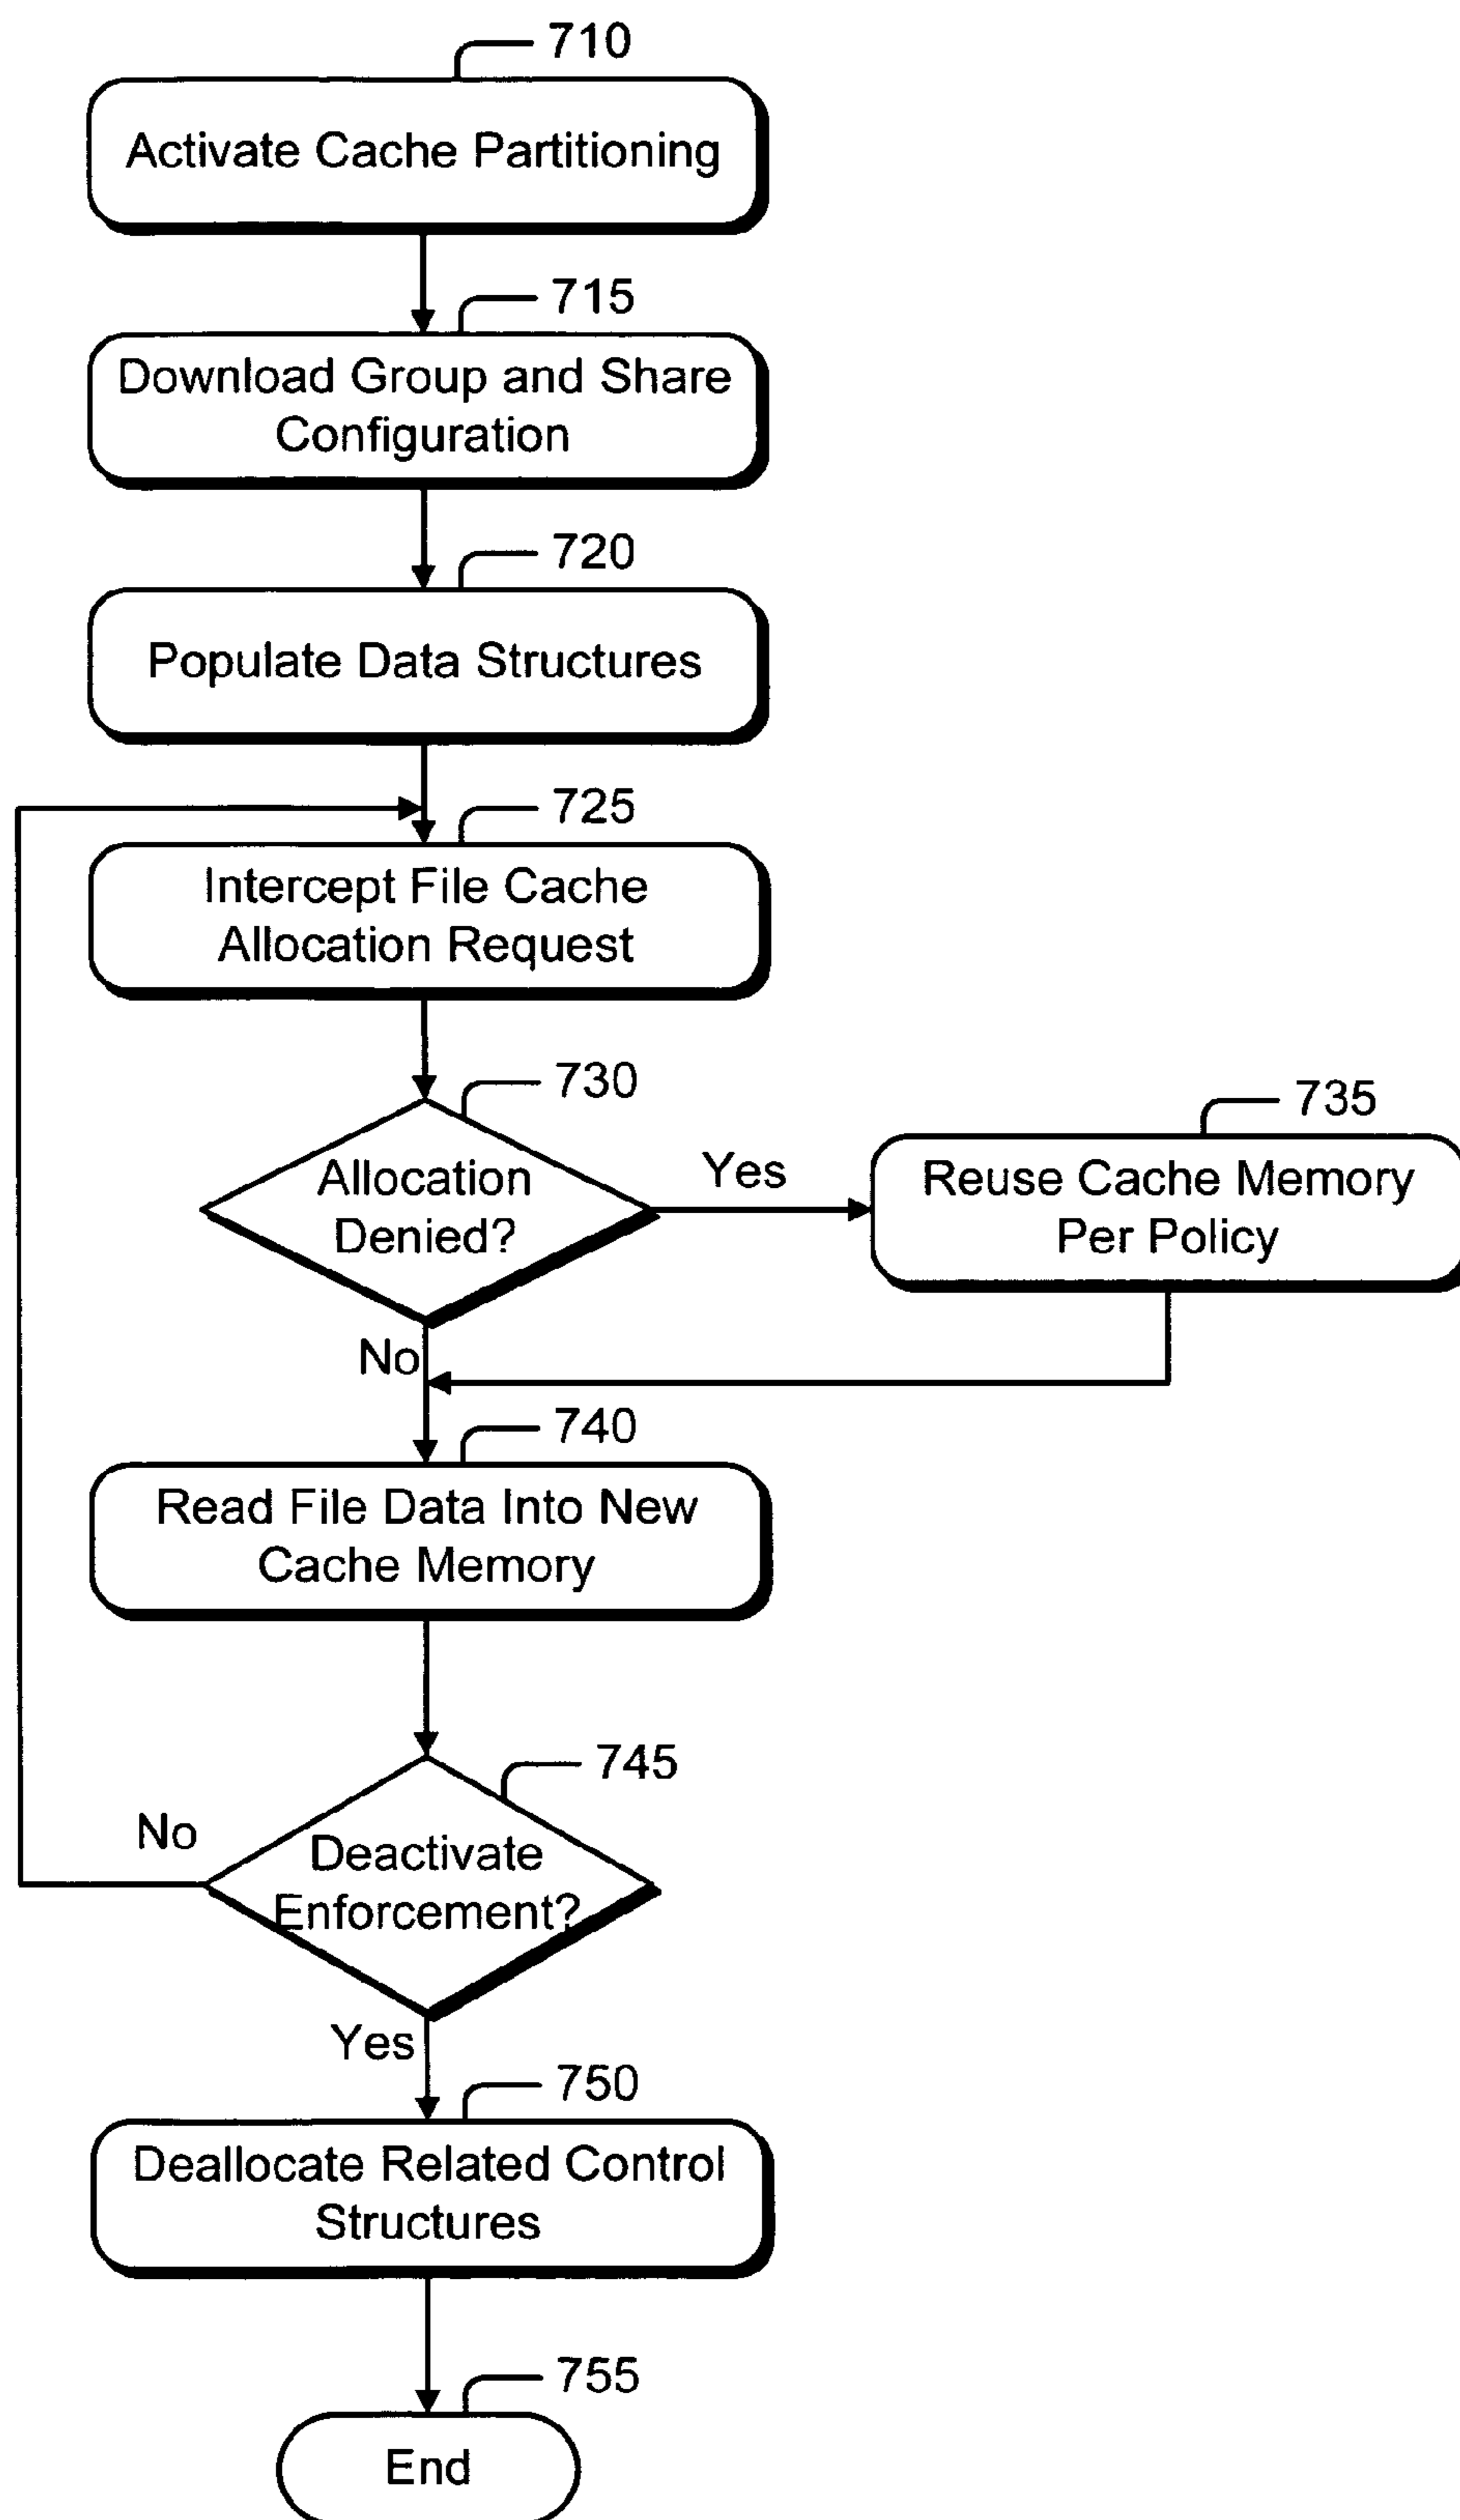 710
Activate Cache Partitioning
715
Download Group and Share
Configuration
720
Populate Data Structures
725
Intercept File Cache
Allocation Request
730
Allocation
Denied?
Yes
735
Reuse Cache Memory
Per Policy
No
740
Read File Data Into New
Cache Memory
745
Deactivate
Enforcement?
No
Yes
750
Deallocate Related Control
Structures
755
End